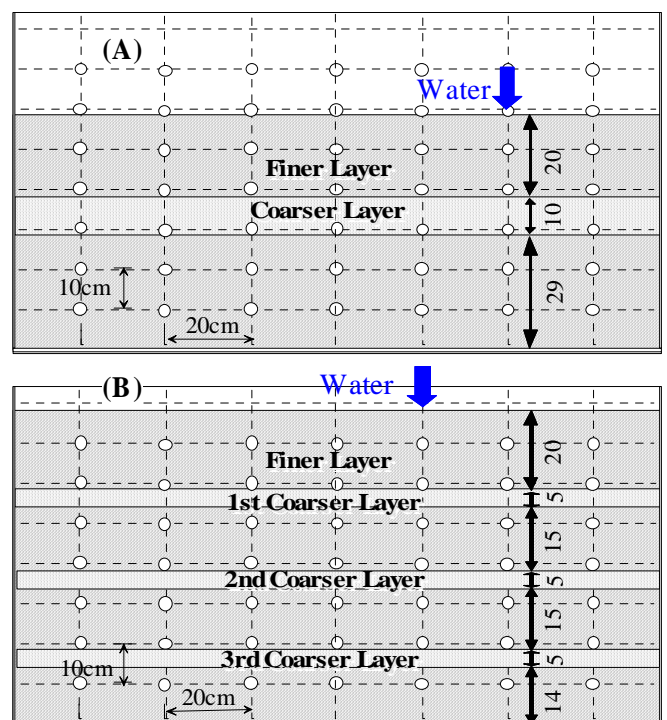 (A)
Water
20
Finer Layer
Coarser Layer
10
10cm
29
20cm
(B)
Water
20
Finer Layer
5
1st Coarser Layer
15
5
2nd Coarser Layer
15
5
3rd Coarser Layer
10cm
20cm
14